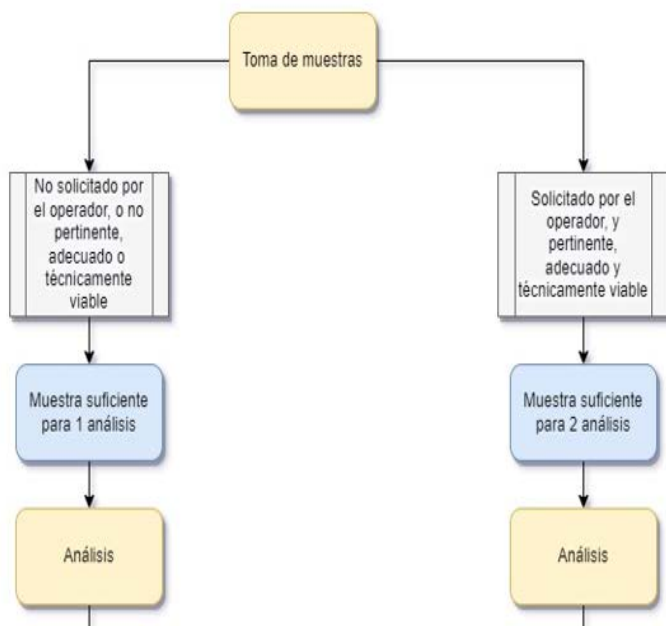 Toma de muestras
No solicitado por
el operador, o no
pertinente,
adecuado o
técnicamente
viable
Solicitado por el
operador, y
pertinente,
adecuado y
técnicamente viable
Muestra suficiente
para 1 análisis
Muestra suficiente
para 2 análisis
Análisis
Análisis